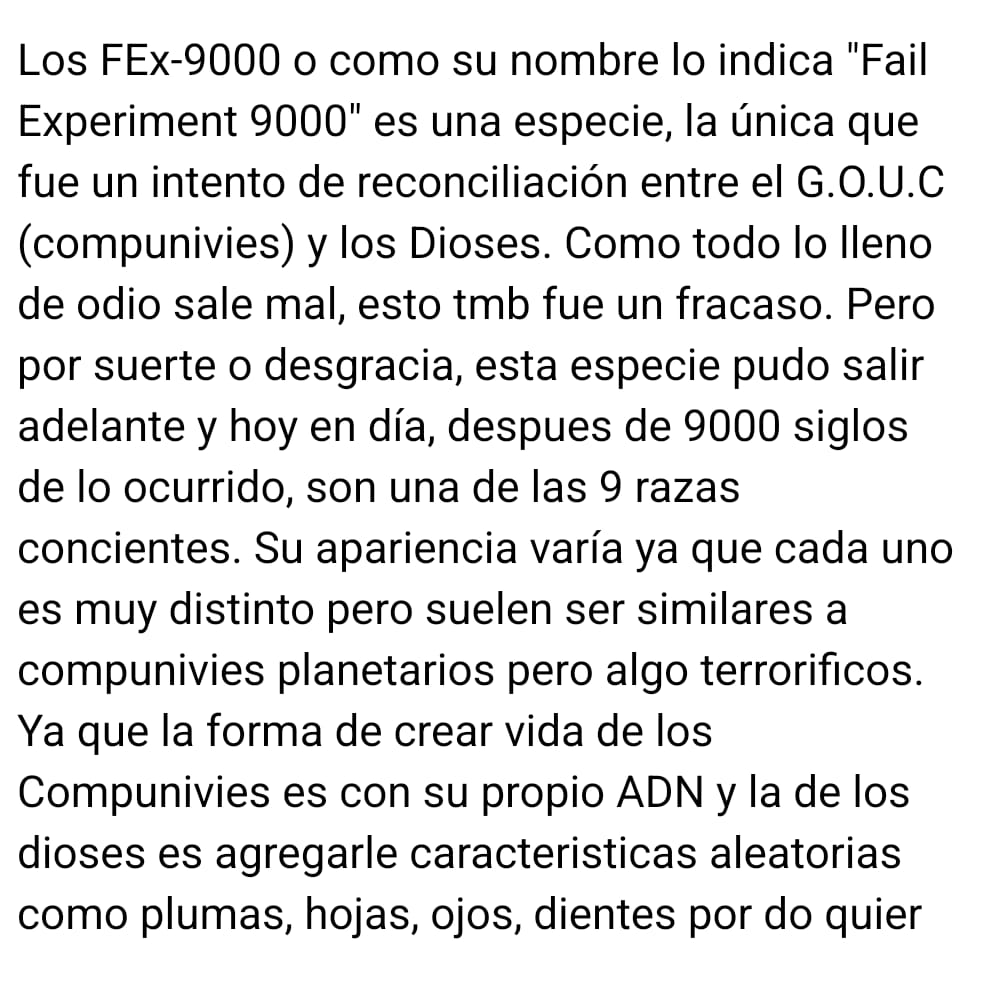 Los FEx-9000 o como su nombre lo indica "Fail
Experiment 9000" es una especie, la única que
fue un intento de reconciliación entre el G.O.U.C
(compunivies) y los Dioses. Como todo lo lleno
de odio sale mal, esto tmb fue un fracaso. Pero
por suerte o desgracia, esta especie pudo salir
adelante y hoy en día, despues de 9000 siglos
de lo ocurrido, son una de las 9 razas
concientes. Su apariencia varía ya que cada uno
es muy distinto pero suelen ser similares a
compunivies planetarios pero algo terrorificos.
Ya que la forma de crear vida de los
Compunivies es con su propio ADN y la de los
dioses es agregarle caracteristicas aleatorias
como plumas, hojas, ojos, dientes por do quier